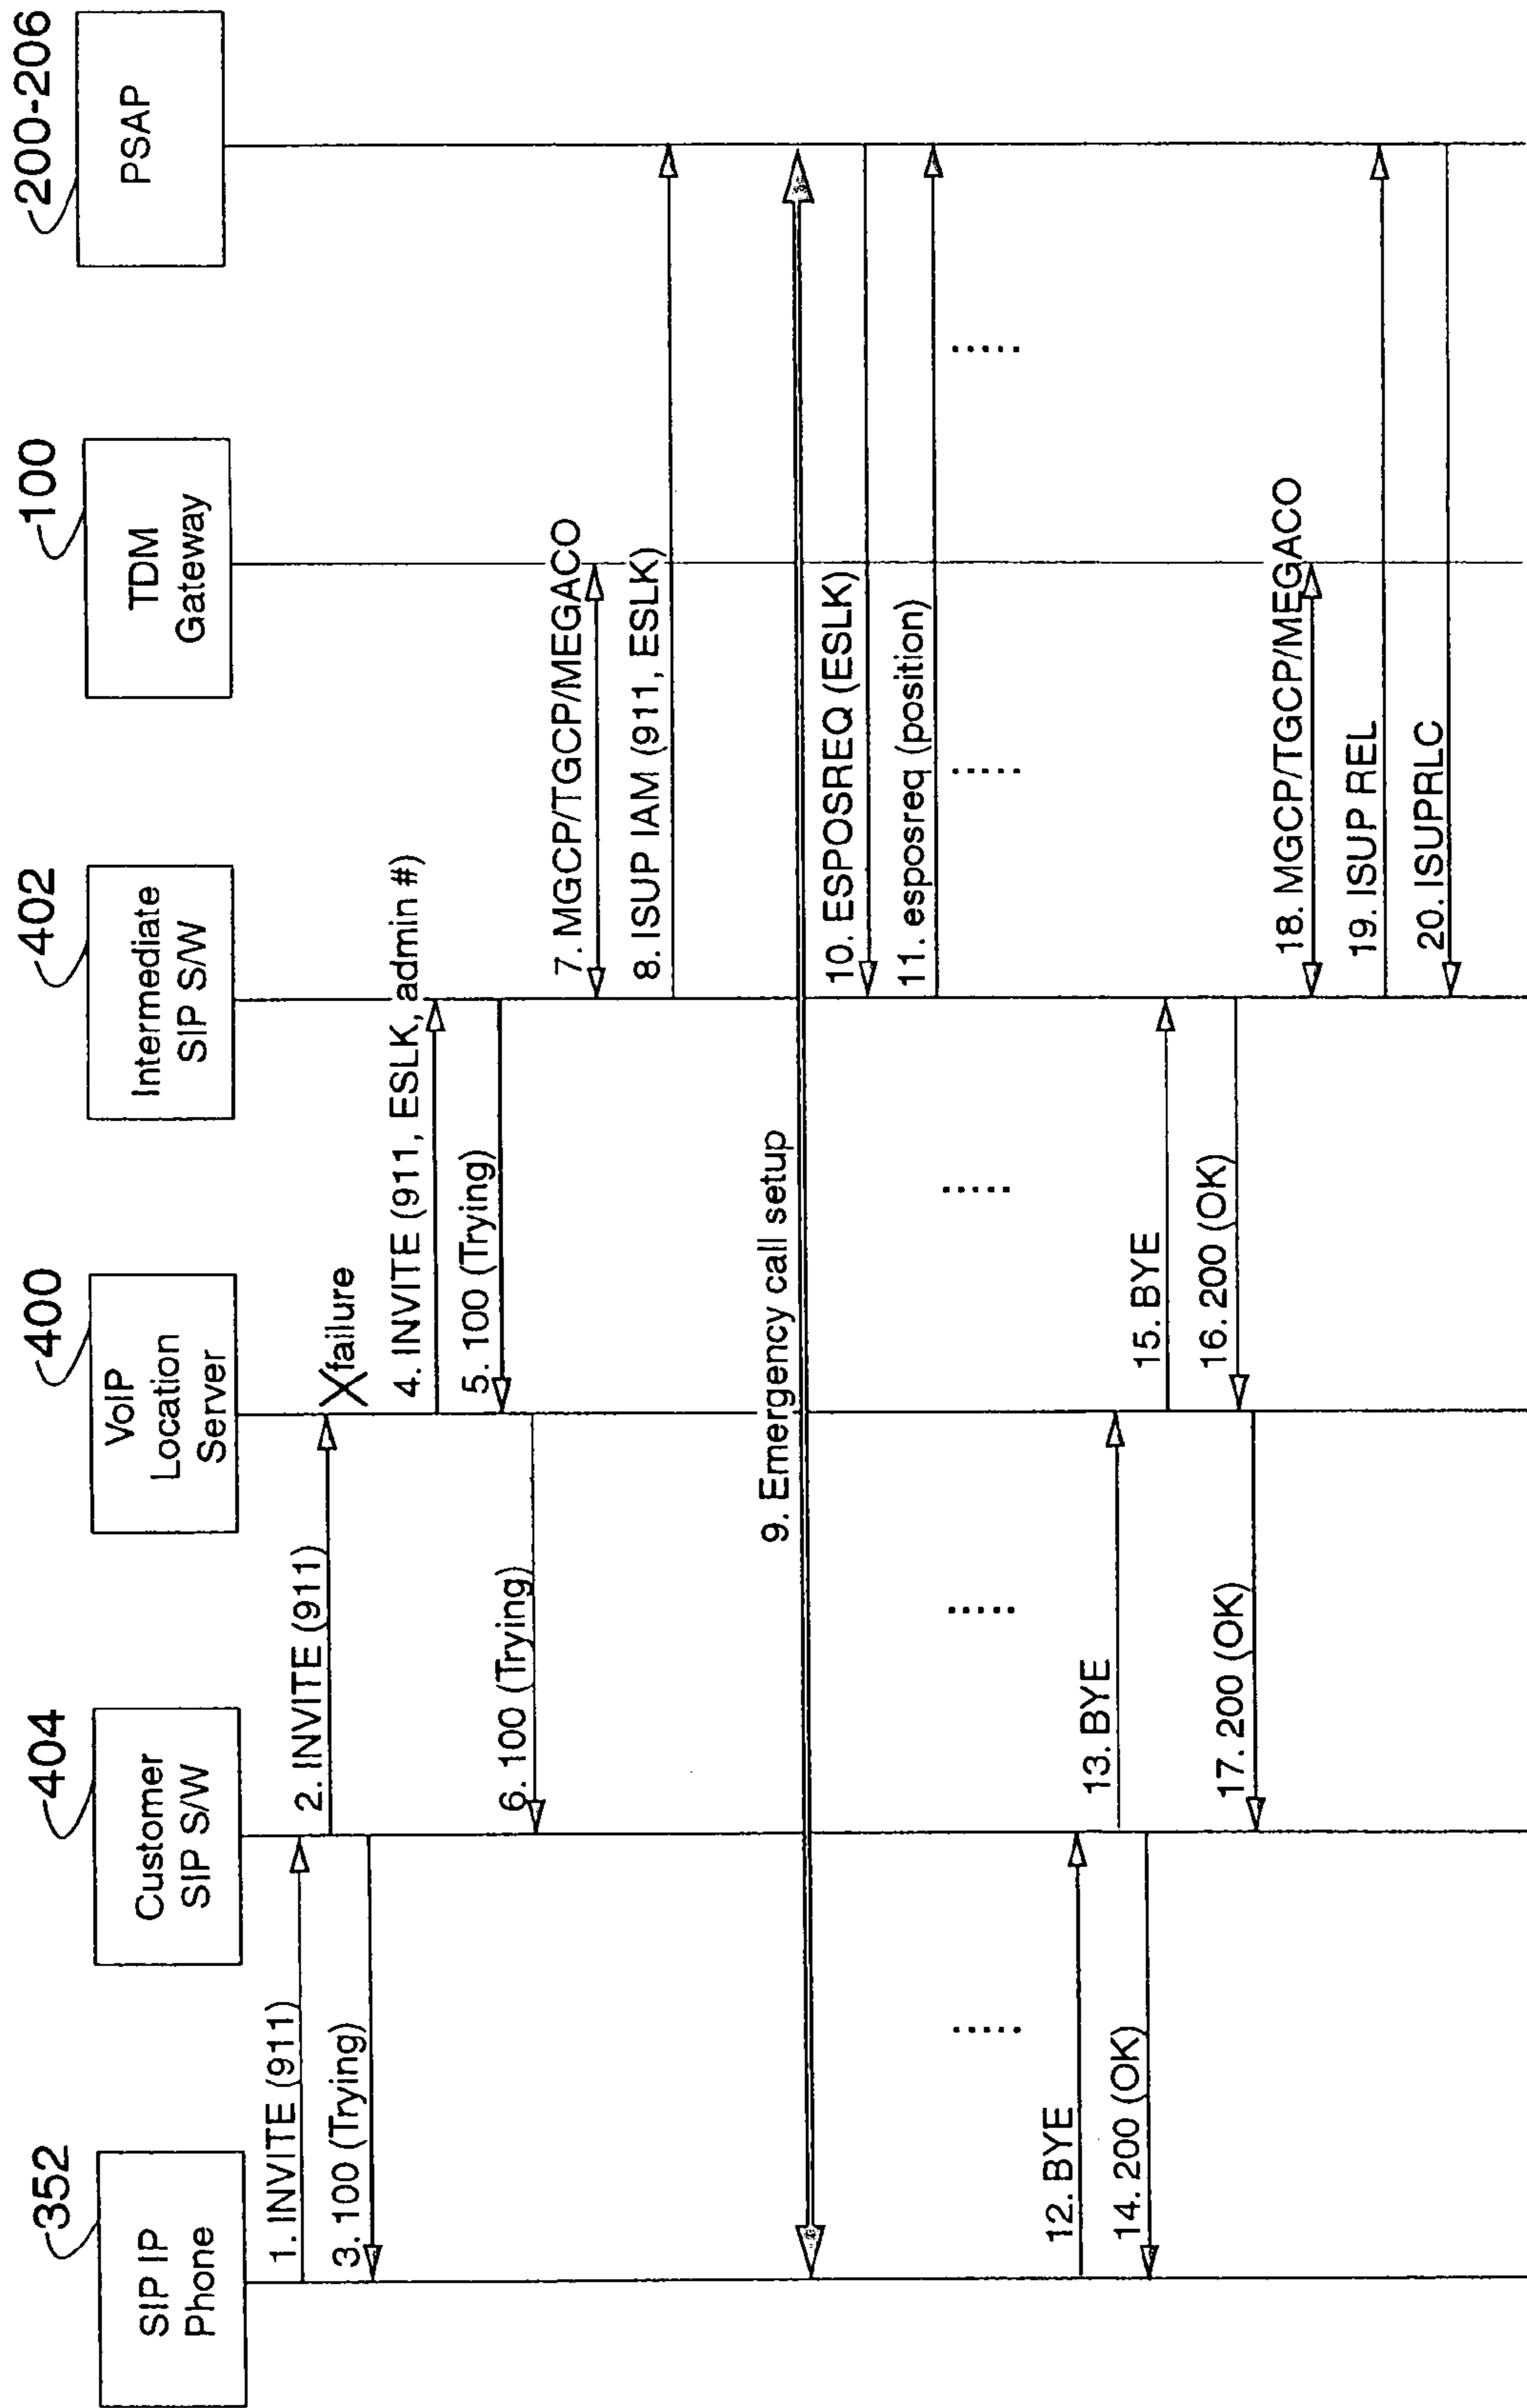 352
SIP IP
Phone
404
Customer
SIP S/W
400
VoIP
Location
Server
402
Intermediate
SIP S/W
100
TDM
Gateway
200-206
PSAP
1. INVITE (911)
2. INVITE (911)
Xfailure
3. 100 (Trying)
4. INVITE (911, ESLK, admin #)
5. 100 (Trying)
6. 100 (Trying)
7. MGCP/TGCP/MEGACO
8. ISUP IAM (911, ESLK)
9. Emergency call setup
10. ESPOSREQ (ESLK)
11. esposreq (position)
.....
.....
.....
.....
.....
12. BYE
13. BYE
14. 200 (OK)
15. BYE
16. 200 (OK)
17. 200 (OK)
18. MGCP/TGCP/MEGACO
19. ISUP REL
20. ISUPRLC